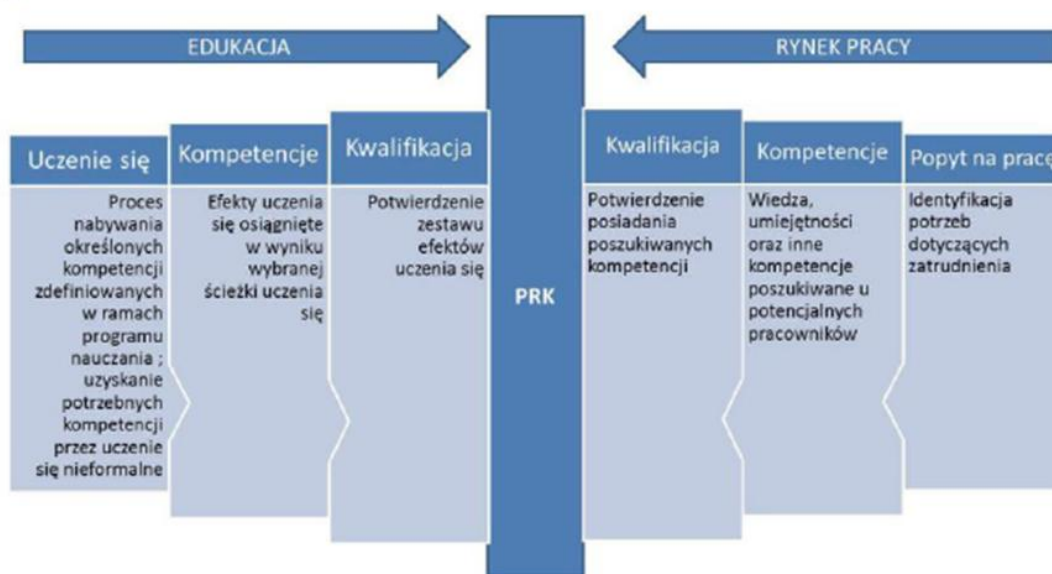 EDUKACJA
RYNEK PRACY
Uczenie się
Proces
nabywania
określonych
kompetencji
zdefiniowanych
w ramach
programu
nauczania ;
uzyskanie
potrzebnych
kompetencji
przez uczenie
się nieformalne
Kompetencje
Efekty uczenia
się osiągnięte
w wyniku
wybranej
ścieżki uczenia
się
Kwalifikacja
Potwierdzenie
zestawu
efektów
uczenia się
PRK
Kwalifikacja
Potwierdzenie
posiadania
poszukiwanych
kompetencji
Kompetencje
Wiedza,
umiejętności
oraz inne
kompetencje
poszukiwane u
potencjalnych
pracowników
Popyt na pracę
Identyfikacja
potrzeb
dotyczących
zatrudnienia